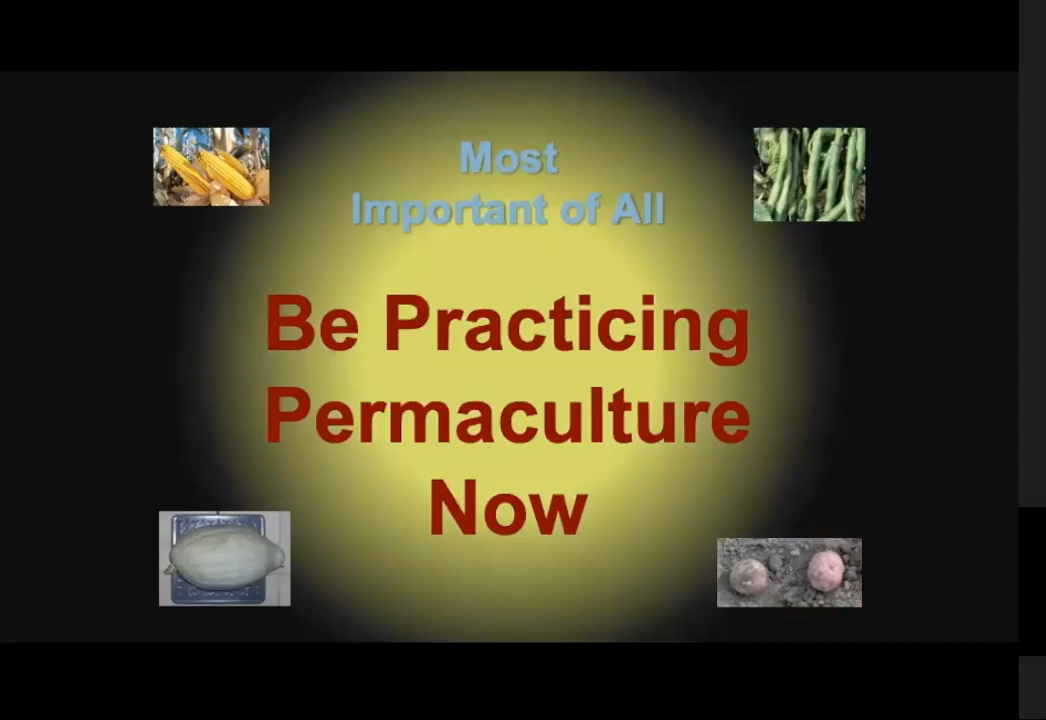 Most
Important of All
Be Practicing
Permaculture
Now